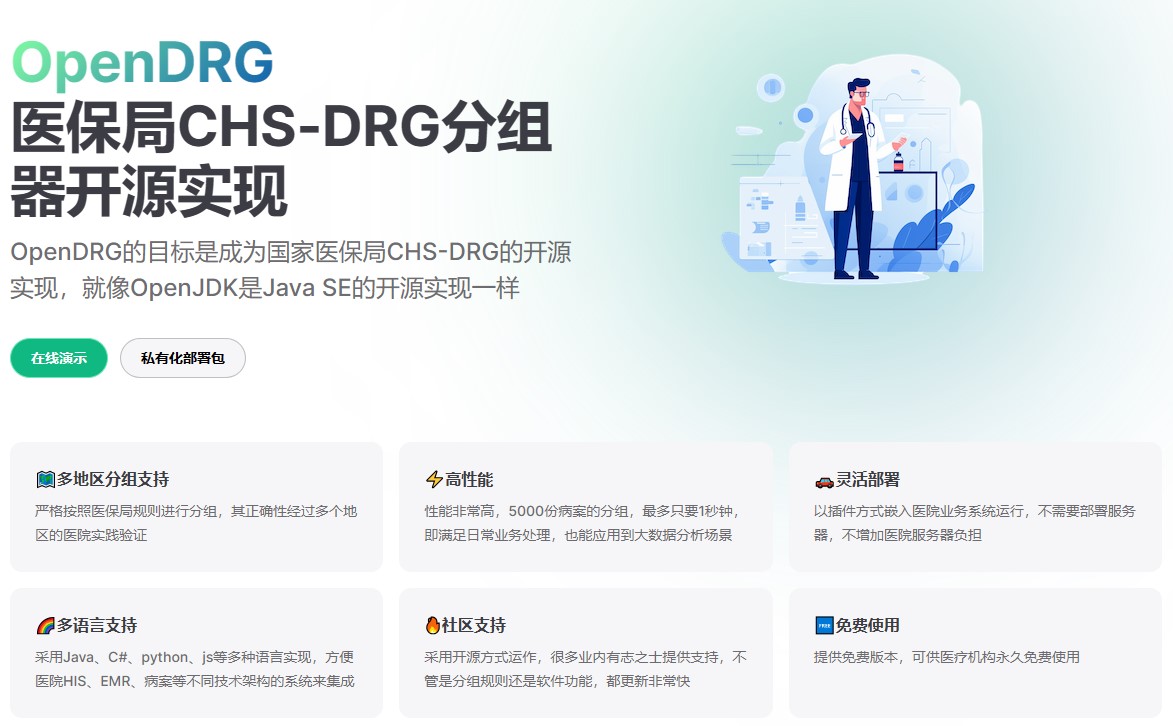 OpenDRG
医保局CHS-DRG分组
器开源实现
OpenDRG的目标是成为国家医保局CHS-DRG的开源
实现，就像OpenJDK是Java SE的开源实现一样
在线演示
私有化部署包
多地区分组支持
严格按照医保局规则进行分组，其正确性经过多个地
区的医院实践验证
高性能
性能非常高，5000份病案的分组，最多只要1秒钟，
即满足日常业务处理，也能应用到大数据分析场景
灵活部署
以插件方式嵌入医院业务系统运行，不需要部署服务
器，不增加医院服务器负担
多语言支持
采用Java、C#、python、js等多种语言实现，方便
医院HIS、EMR、病案等不同技术架构的系统来集成
社区支持
采用开源方式运作，很多业内有志之士提供支持，不
管是分组规则还是软件功能，都更新非常快
FREE
免费使用
提供免费版本，可供医疗机构永久免费使用